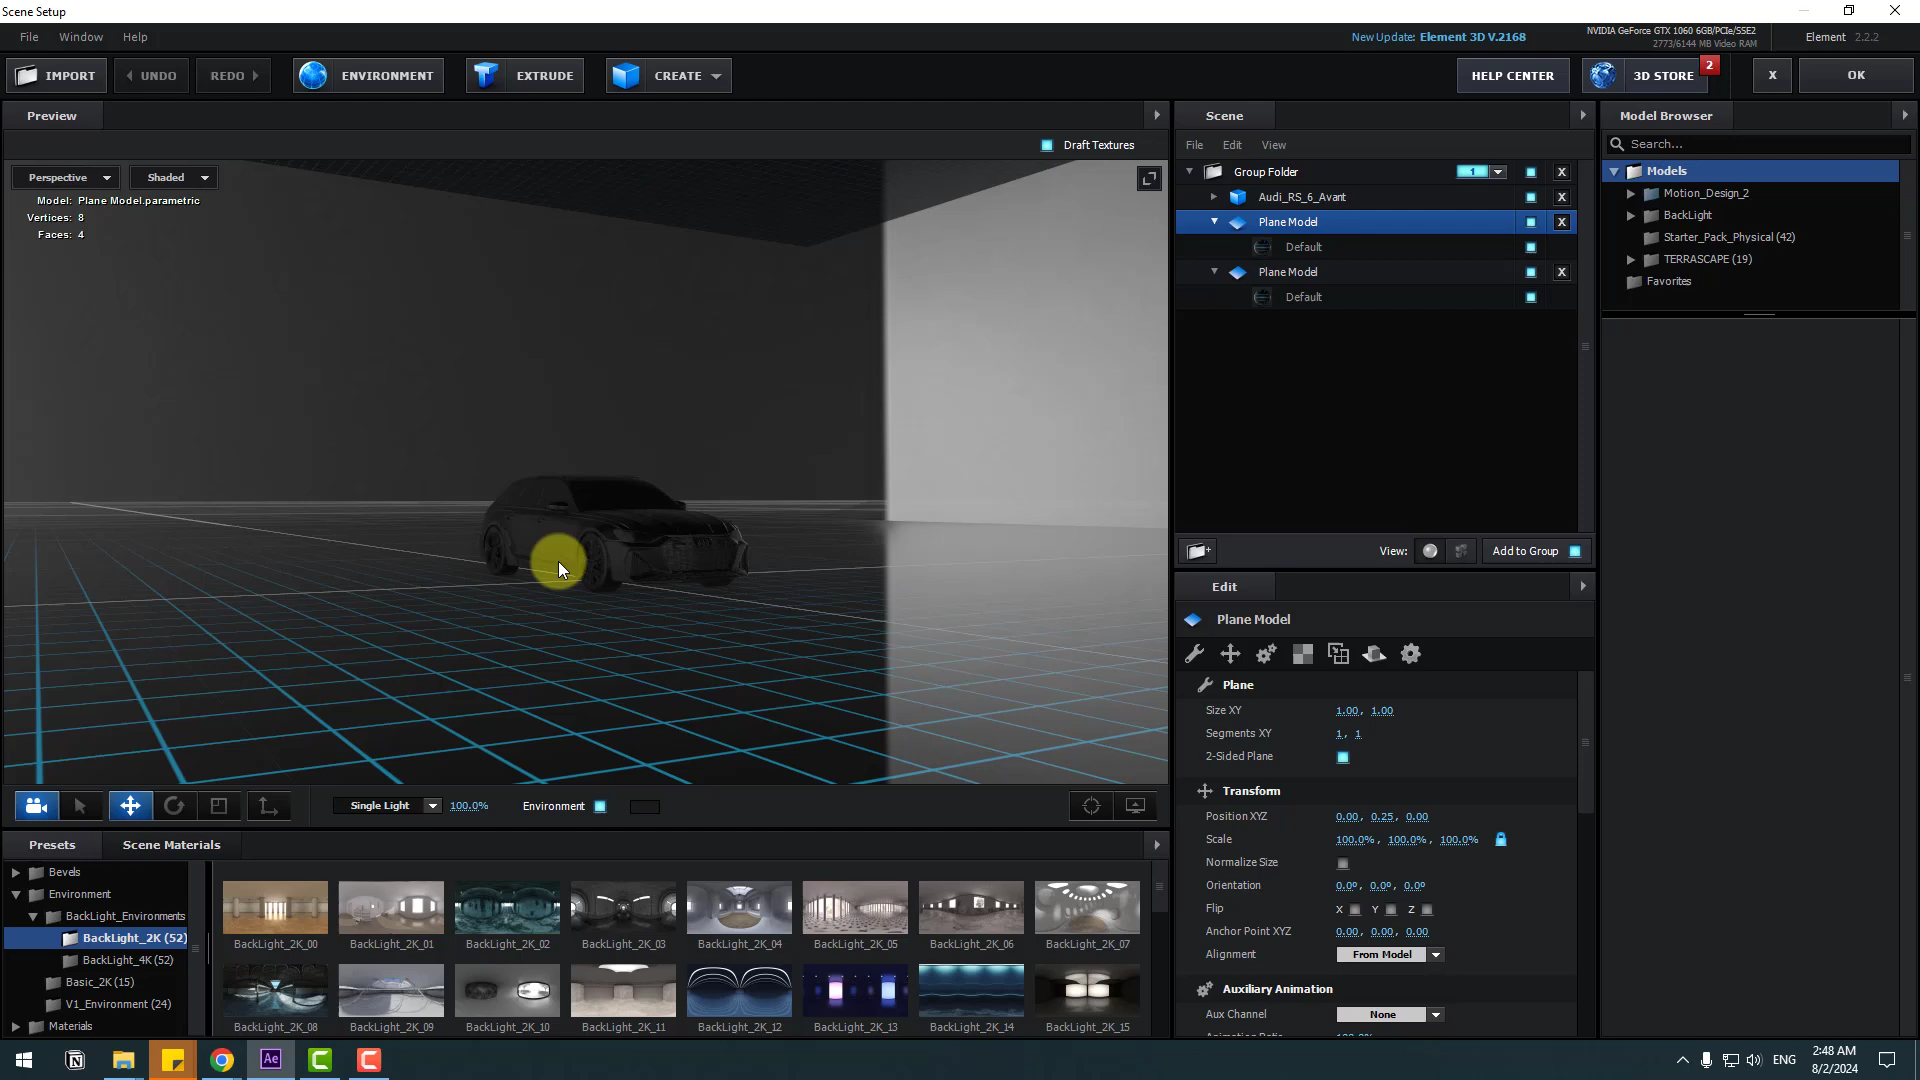 Scene Setup
File Window Help
New Update: Element 3D V.2168
NVIDIA GeForce GTX 1060 6GB/PCIe/SSE2
2773/6144 MB Video RAM
Element 2.2.2
IMPORT UNDO REDO ENVIRONMENT EXTRUDE CREATE HELP CENTER 3D STORE 2 X OK
Preview
Draft Textures
Perspective Shaded
Model: Plane Model.parametric
Vertices: 8
Faces: 4
Single Light 100.0% Environment
Scene
File Edit View
Group Folder 1 X
Audi_RS_6_Avant X
Plane Model X
Default
Plane Model X
Default
View: Add to Group
Model Browser
Search...
Models
Motion_Design_2
BackLight
Starter_Pack_Physical (42)
TERRASCAPE (19)
Favorites
Edit
Plane Model
Plane
Size XY 1.00, 1.00
Segments XY 1, 1
2-Sided Plane
Transform
Position XYZ 0.00, 0.25, 0.00
Scale 100.0%, 100.0%, 100.0%
Normalize Size
Orientation 0.0º, 0.0º, 0.0º
Flip X Y Z
Anchor Point XYZ 0.00, 0.00, 0.00
Alignment From Model
Auxiliary Animation
Aux Channel None
Presets Scene Materials
Bevels
Environment
BackLight_Environments
BackLight_2K (52)
BackLight_4K (52)
Basic_2K (15)
V1_Environment (24)
Materials
BackLight_2K_00 BackLight_2K_01 BackLight_2K_02 BackLight_2K_03 BackLight_2K_04 BackLight_2K_05 BackLight_2K_06 BackLight_2K_07
BackLight_2K_08 BackLight_2K_09 BackLight_2K_10 BackLight_2K_11 BackLight_2K_12 BackLight_2K_13 BackLight_2K_14 BackLight_2K_15
Ae
ENG
2:48 AM
8/2/2024